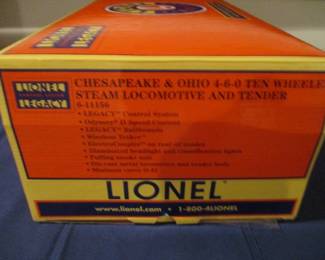 LIONEL
LEGACY
CHESAPEAKE & OHIO 4-6-0 TEN WHEELE
STEAM LOCOMOTIVE AND TENDER
6-11156
• LEGACY™ Control System
• Odyssey® II Speed Control
• LEGACY™ RailSounds
• Wireless Tether™
• ElectroCoupler™ on rear of tender
• Illuminated headlight and classification lights
• Puffing smoke unit
• Die-cast metal locomotive and tender body
• Minimum curve O-31
LIONEL®
www.lionel.com • 1-800-4LIONEL